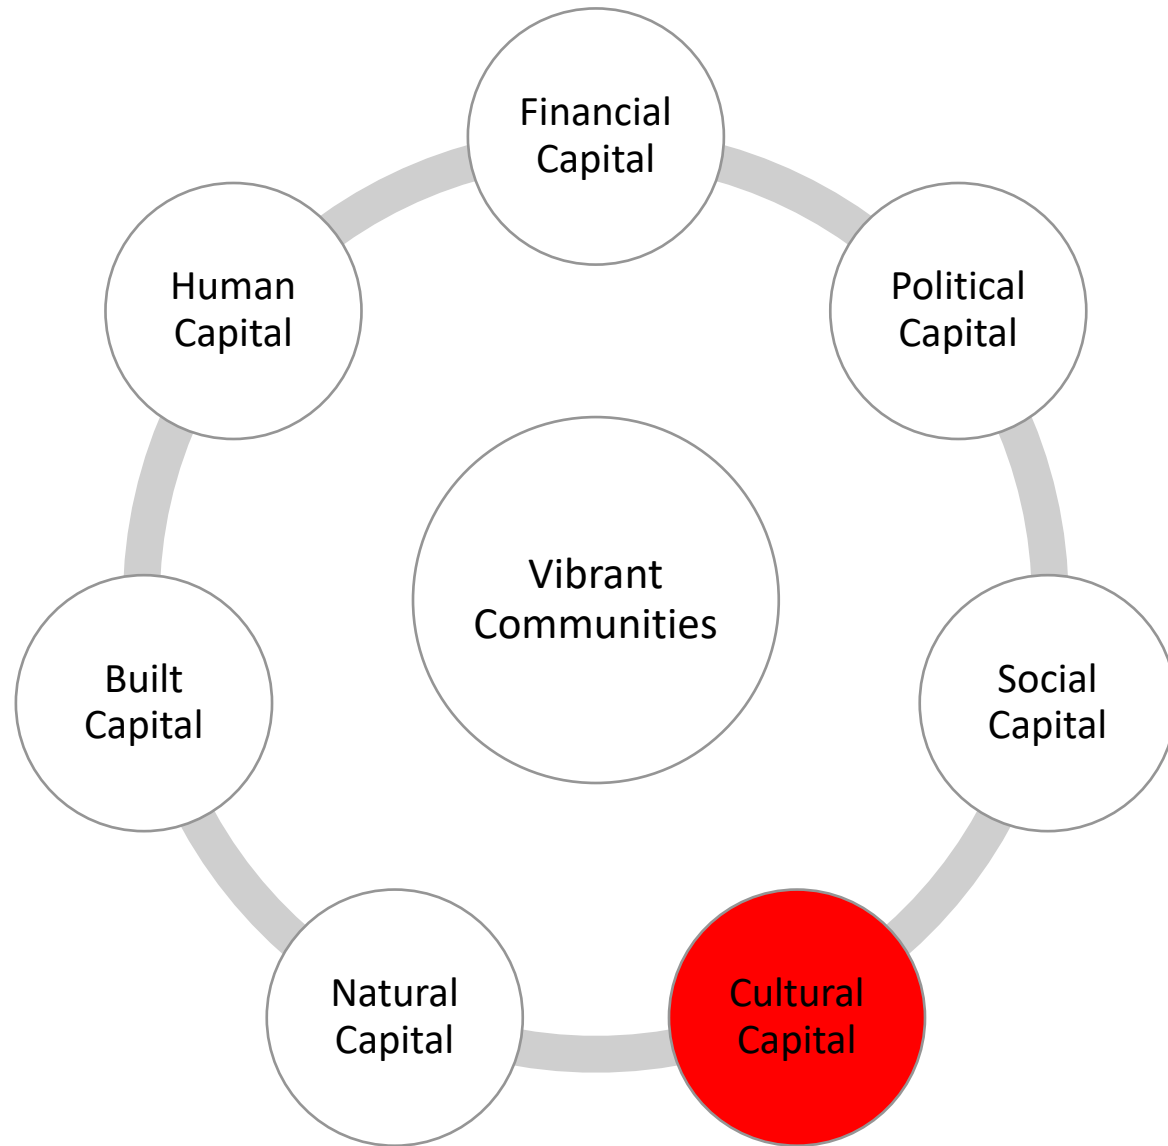 Financial
Capital
Political
Capital
Social
Capital
Cultural
Capital
Natural
Capital
Built
Capital
Human
Capital
Vibrant
Communities